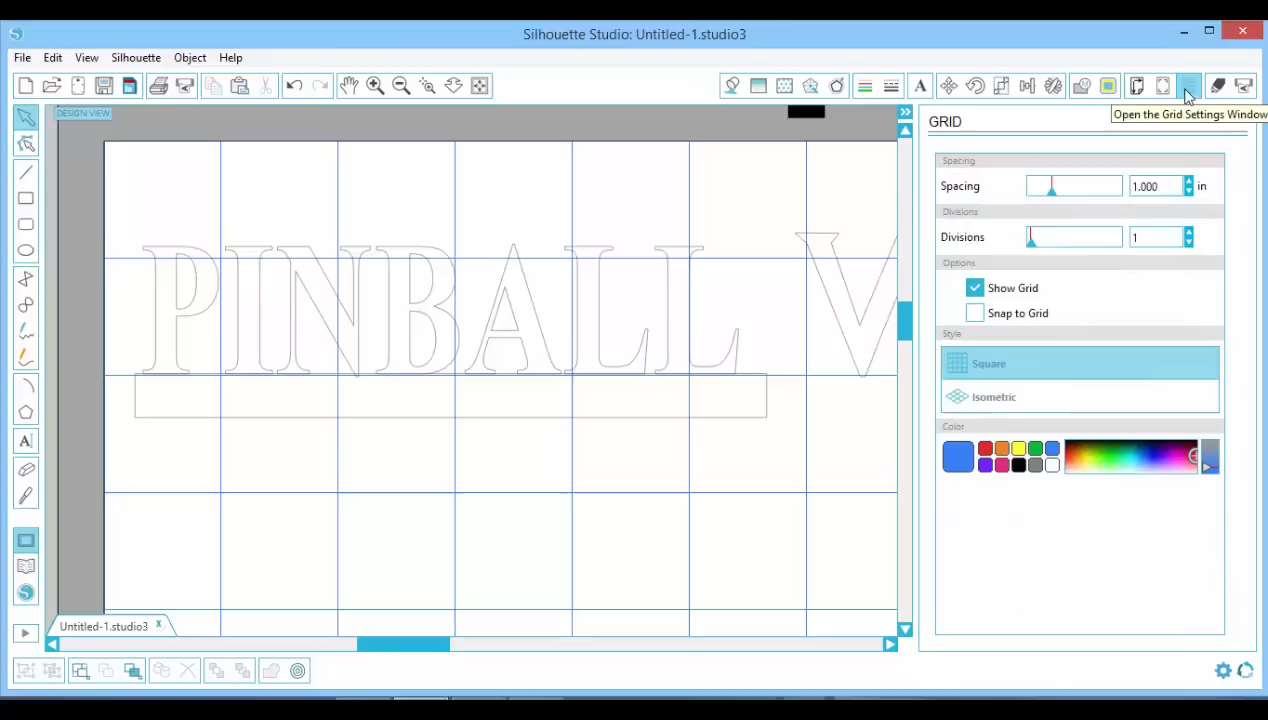 Silhouette Studio: Untitled-1.studio3
File Edit View Silhouette Object Help
DESIGN VIEW
Open the Grid Settings Window
GRID
Spacing
Spacing 1.000 in
Divisions
Divisions 1
Options
Show Grid
Snap to Grid
Style
Square
Isometric
Color
PINBALL V
Untitled-1.studio3 x